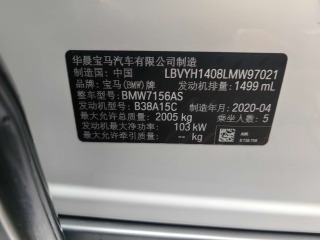 华晨宝马汽车有限公司制造
制造国：中国 LBVYH1408LMW97021
品牌：宝马(BMW)牌 发动机排量：1499 mL
整车型号：BMW7156AS
发动机型号：B38A15C 制造年月：2020-04
最大允许总质量：2005 kg 乘坐人数：5
发动机最大净功率：103 kW
最大允许牵引质量：-- kg